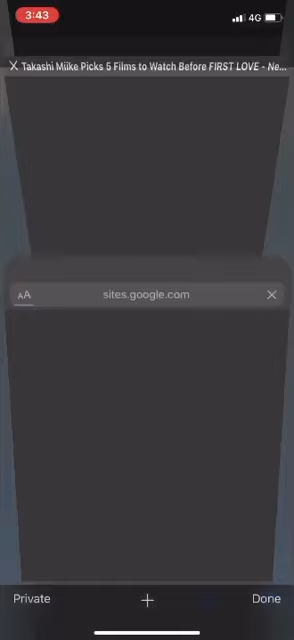 3:43
4G
Takashi Miike Picks 5 Films to Watch Before FIRST LOVE - Ne...
AA
sites.google.com
Private
Done